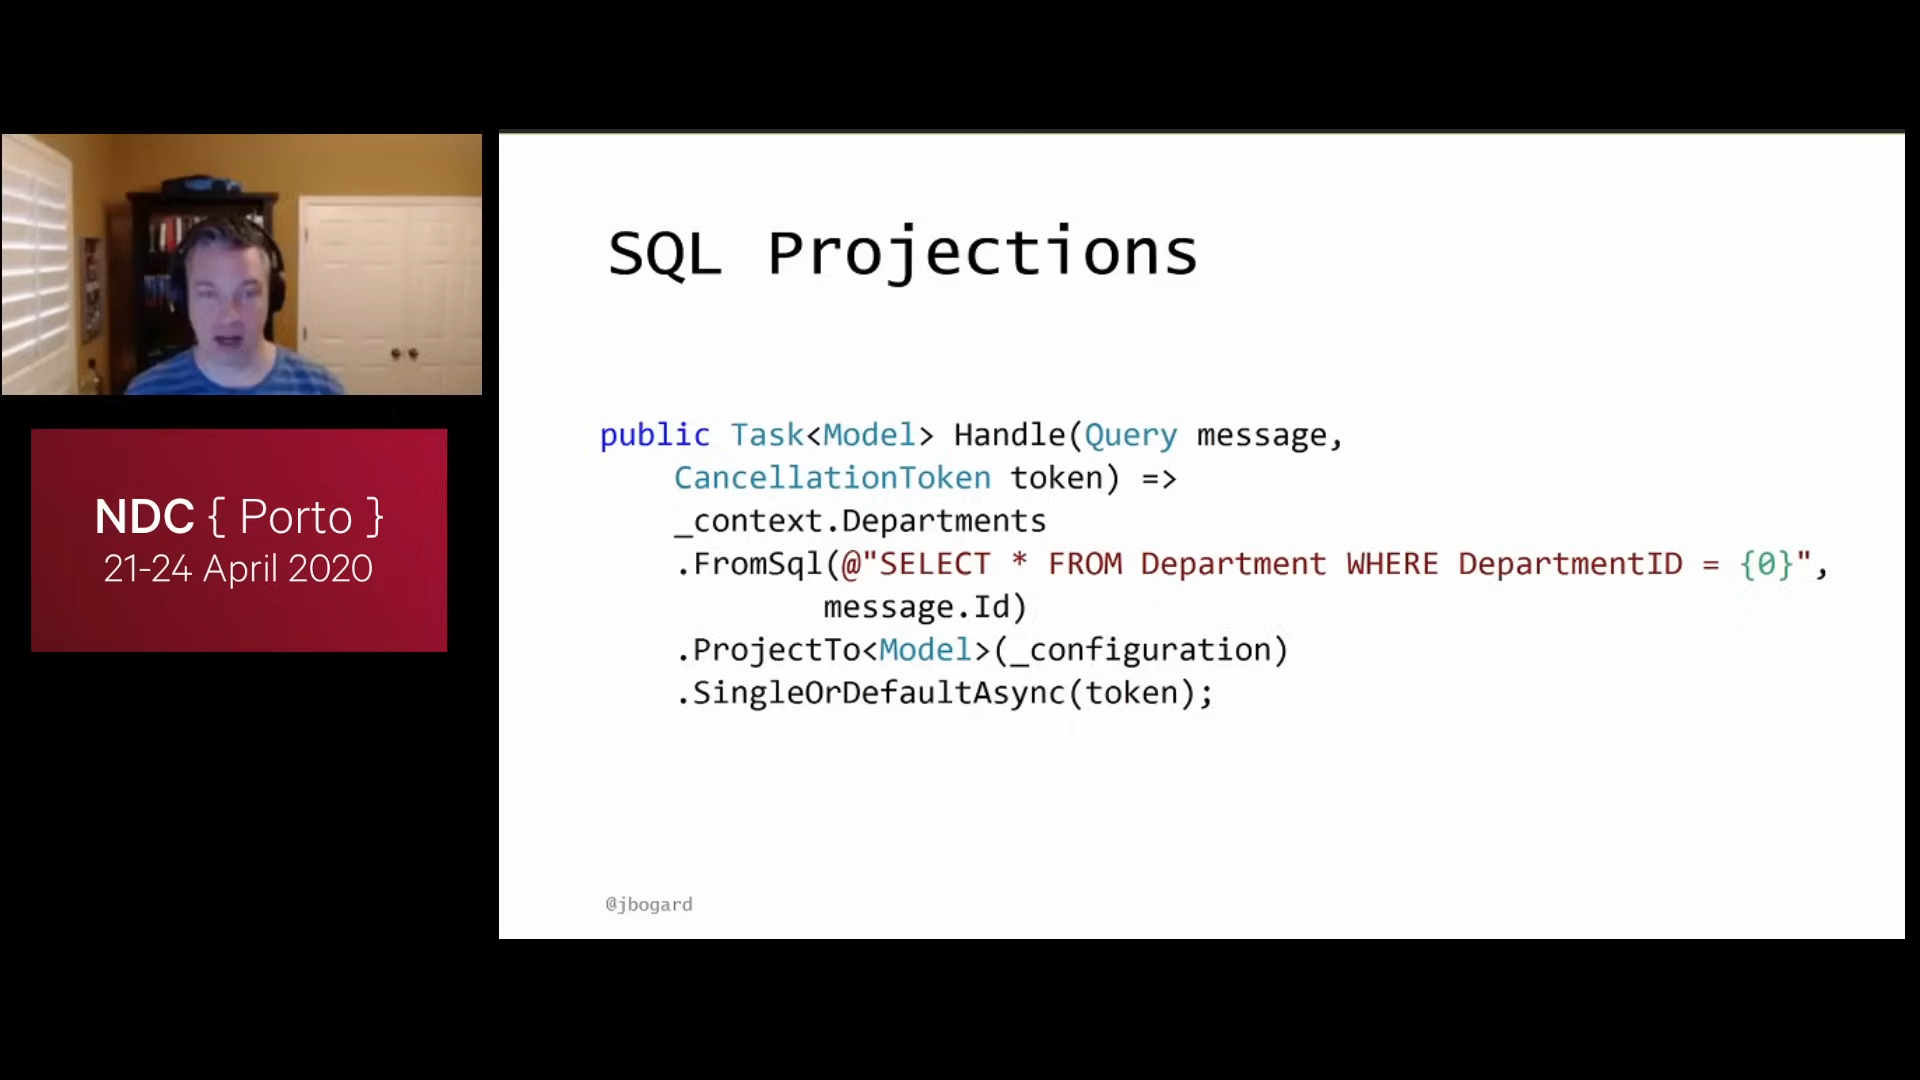 NDC { Porto }
21-24 April 2020
SQL Projections
public Task<Model> Handle(Query message,
CancellationToken token) =>
_context.Departments
.FromSql(@"SELECT * FROM Department WHERE DepartmentID = {0}",
message.Id)
.ProjectTo<Model>(_configuration)
.SingleOrDefaultAsync(token);
@jbogard